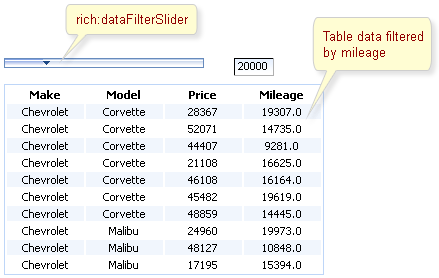 rich:dataFilterSlider
Table data filtered
by mileage
20000
Make Model Price Mileage
Chevrolet Corvette 28367 19307.0
Chevrolet Corvette 52071 14735.0
Chevrolet Corvette 44407 9281.0
Chevrolet Corvette 21108 16625.0
Chevrolet Corvette 46108 16164.0
Chevrolet Corvette 45482 19619.0
Chevrolet Corvette 48859 14445.0
Chevrolet Malibu 24960 19973.0
Chevrolet Malibu 48127 10848.0
Chevrolet Malibu 17195 15394.0